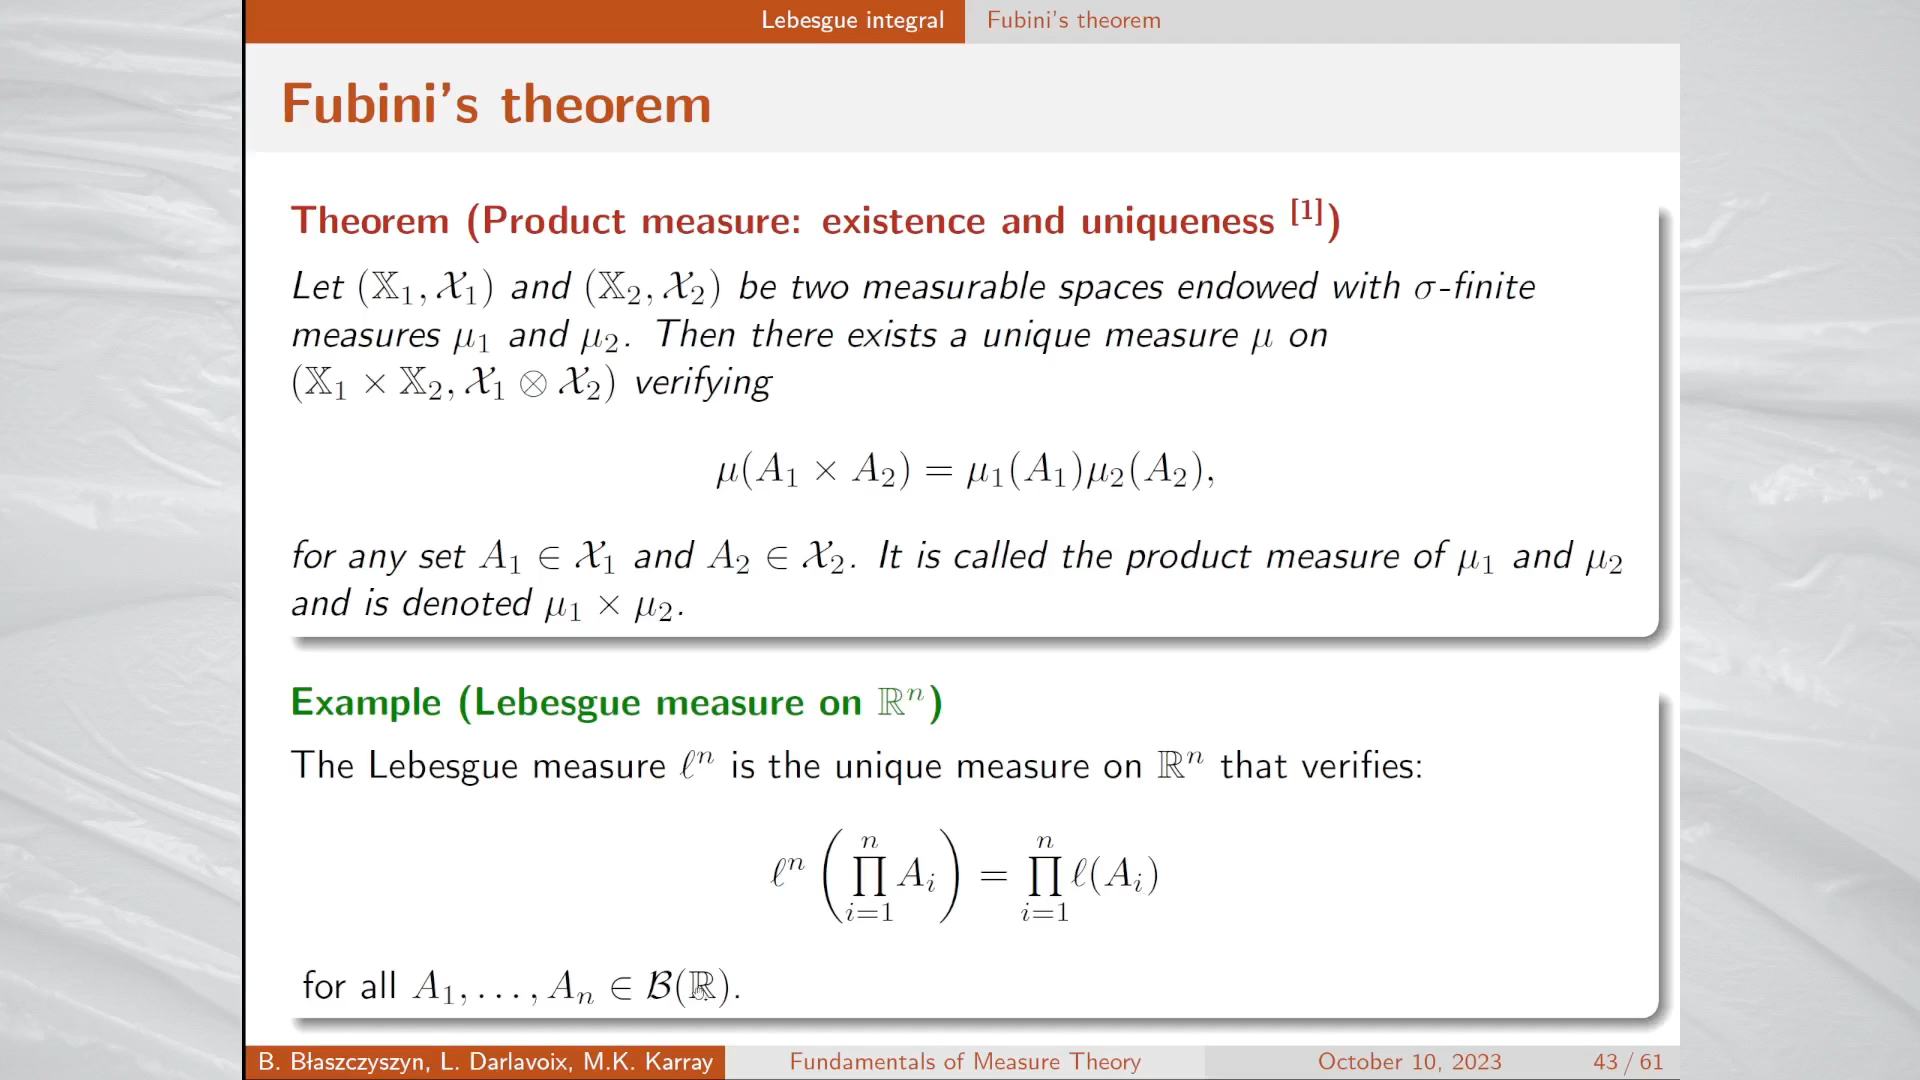 Lebesgue integral Fubini's theorem
Fubini's theorem
Theorem (Product measure: existence and uniqueness [1])
Let (𝕏₁, 𝒳₁) and (𝕏₂, 𝒳₂) be two measurable spaces endowed with σ-finite
measures μ₁ and μ₂. Then there exists a unique measure μ on
(𝕏₁ × 𝕏₂, 𝒳₁ ⊗ 𝒳₂) verifying
μ(A₁ × A₂) = μ₁(A₁)μ₂(A₂),
for any set A₁ ∈ 𝒳₁ and A₂ ∈ 𝒳₂. It is called the product measure of μ₁ and μ₂
and is denoted μ₁ × μ₂.
Example (Lebesgue measure on ℝⁿ)
The Lebesgue measure ℓⁿ is the unique measure on ℝⁿ that verifies:
ℓⁿ (∏ᵢ₌₁ⁿ Aᵢ) = ∏ᵢ₌₁ⁿ ℓ(Aᵢ)
for all A₁, . . . , Aₙ ∈ ℬ(ℝ).
B. Błaszczyszyn, L. Darlavoix, M.K. Karray Fundamentals of Measure Theory October 10, 2023 43 / 61